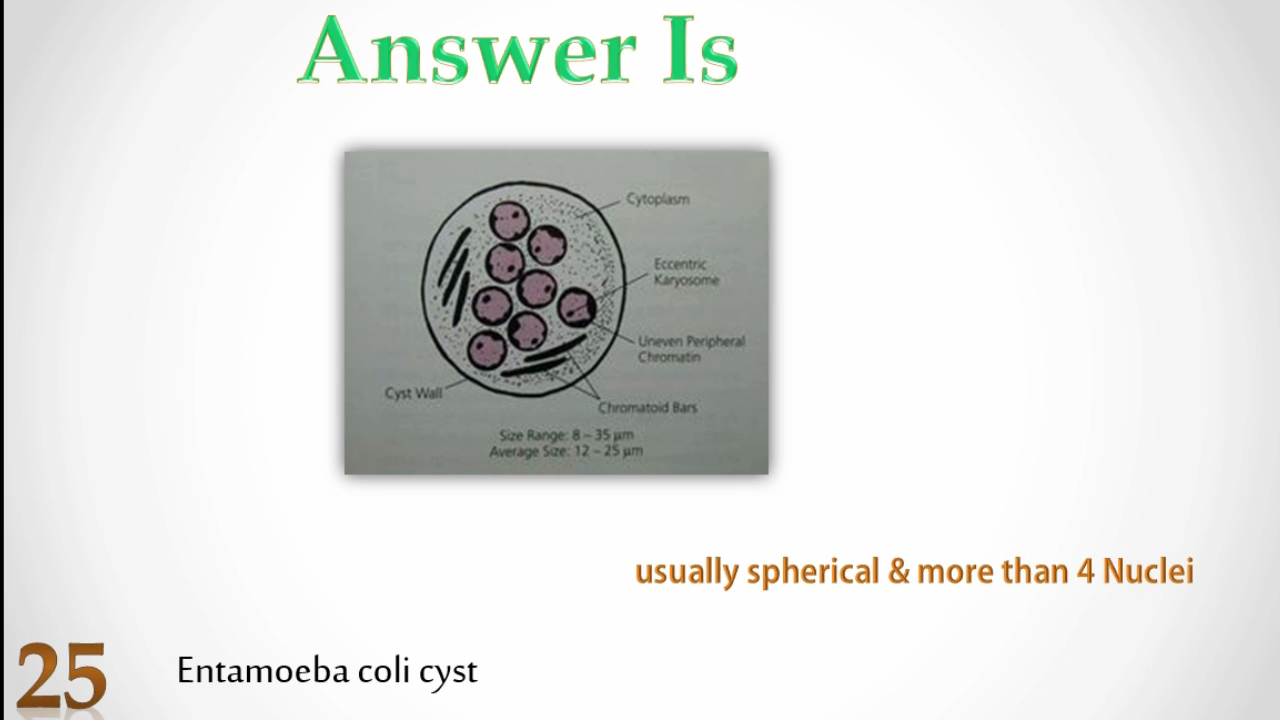 Answer Is
Cytoplasm
Eccentric
Karyosome
Uneven Peripheral
Chromatin
Cyst Wall
Chromatoid Bars
Size Range: 8 – 35 µm
Average Size: 12 – 25 µm
usually spherical & more than 4 Nuclei
25
Entamoeba coli cyst